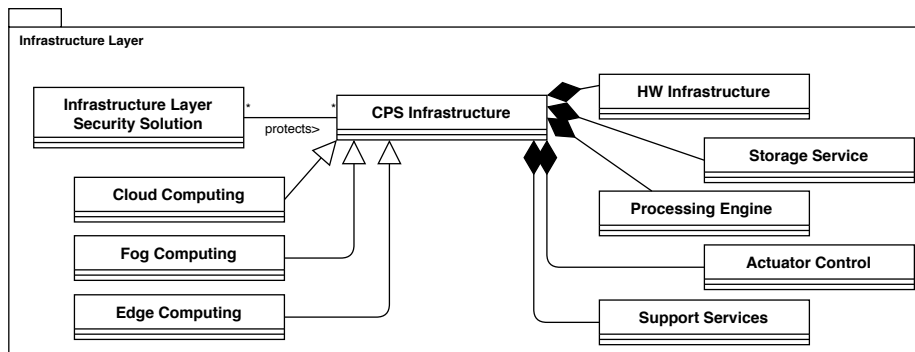 Infrastructure Layer
Infrastructure Layer
Security Solution
*
*
protects>
CPS Infrastructure
HW Infrastructure
Storage Service
Cloud Computing
Processing Engine
Fog Computing
Actuator Control
Edge Computing
Support Services